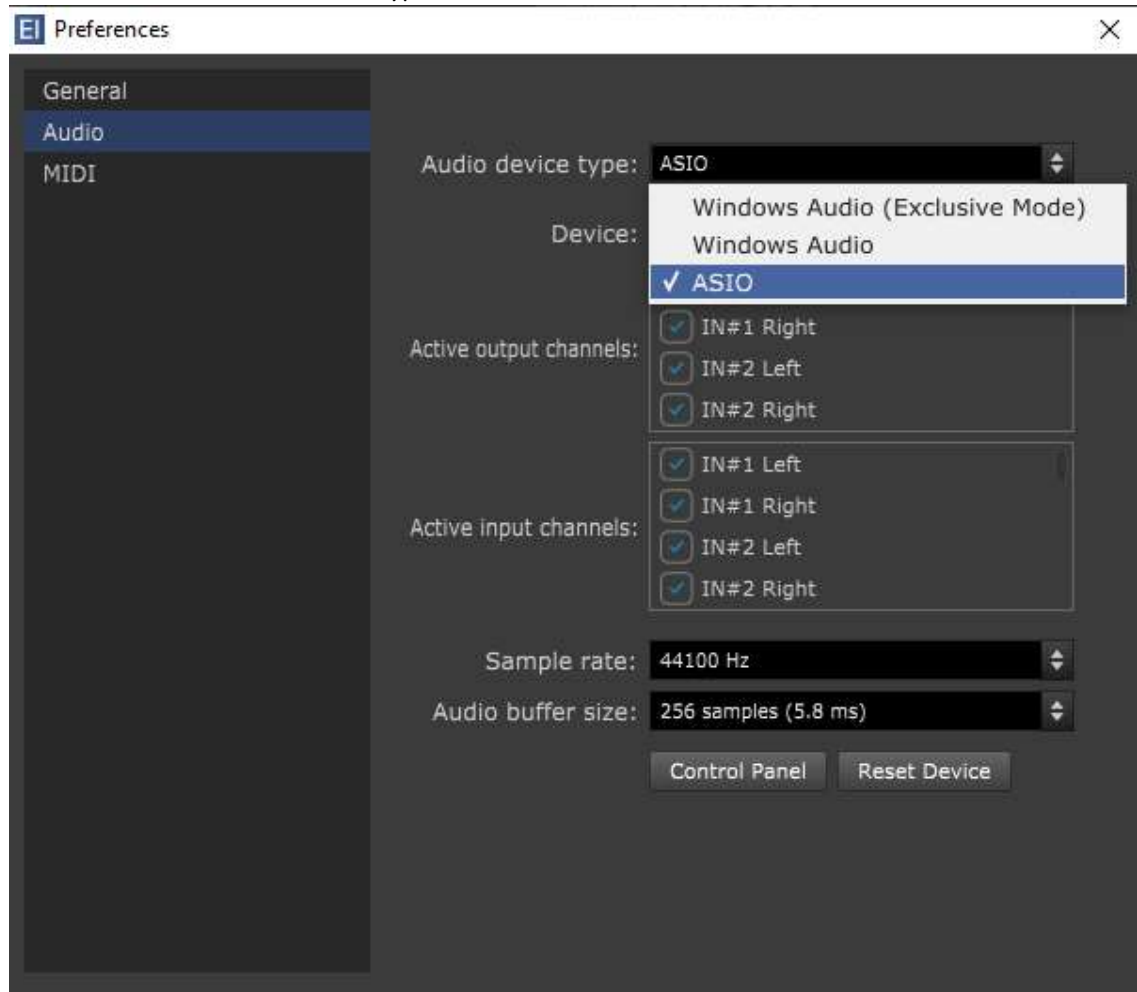 EI Preferences
General
Audio
MIDI
Audio device type: ASIO
Windows Audio (Exclusive Mode)
Windows Audio
✓ ASIO
Device:
Active output channels:
IN#1 Right
IN#2 Left
IN#2 Right
Active input channels:
IN#1 Left
IN#1 Right
IN#2 Left
IN#2 Right
Sample rate: 44100 Hz
Audio buffer size: 256 samples (5.8 ms)
Control Panel Reset Device